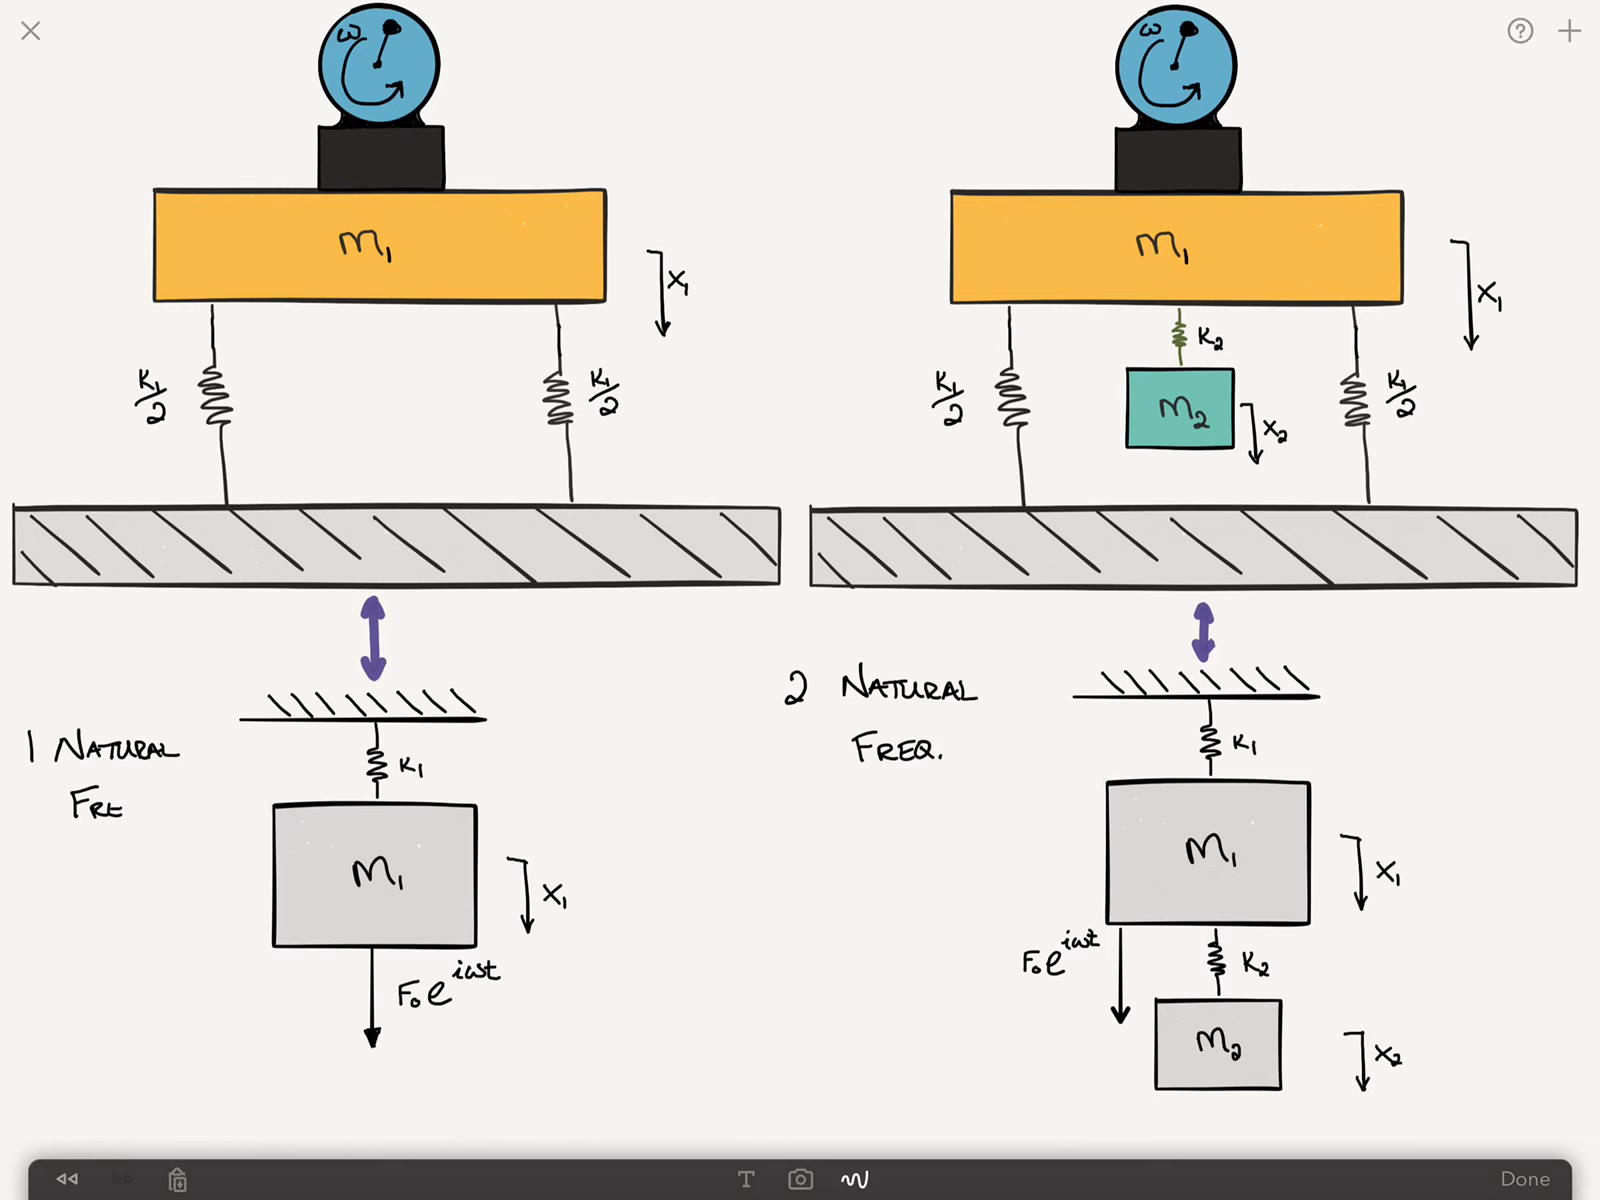 ω
m₁
x₁
K₁/2
K₁/2
1 NATURAL
FRE
K₁
m₁
x₁
F₀e^iωt
ω
m₁
x₁
K₂
K₁/2
m₂
x₂
K₁/2
2 NATURAL
FREQ.
K₁
m₁
x₁
F₀e^iωt
K₂
m₂
x₂
T
Done